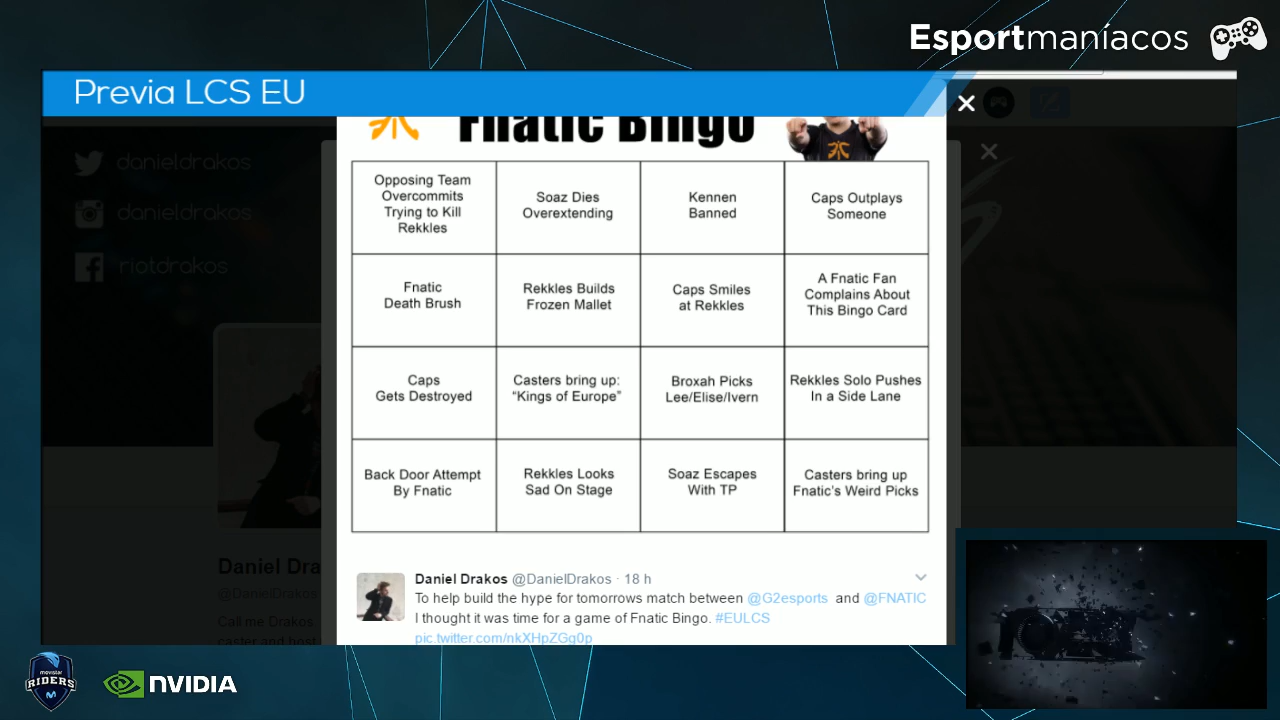 Esportmaníacos
Previa LCS EU
Fnatic Bingo
danieldrakos
danieldrakos
riotdrakos
Opposing Team
Overcommits
Trying to Kill
Rekkles
Soaz Dies
Overextending
Kennen
Banned
Caps Outplays
Someone
Fnatic
Death Brush
Rekkles Builds
Frozen Mallet
Caps Smiles
at Rekkles
A Fnatic Fan
Complains About
This Bingo Card
Caps
Gets Destroyed
Casters bring up:
“Kings of Europe”
Broxah Picks
Lee/Elise/Ivern
Rekkles Solo Pushes
In a Side Lane
Back Door Attempt
By Fnatic
Rekkles Looks
Sad On Stage
Soaz Escapes
With TP
Casters bring up
Fnatic's Weird Picks
Daniel Dra
@DanielDrakos
Call me Drakos.
caster and host
Daniel Drakos @DanielDrakos · 18 h
To help build the hype for tomorrows match between @G2esports and @FNATIC
I thought it was time for a game of Fnatic Bingo. #EULCS
pic.twitter.com/nkXHpZGg0p
movistar
RIDERS
NVIDIA